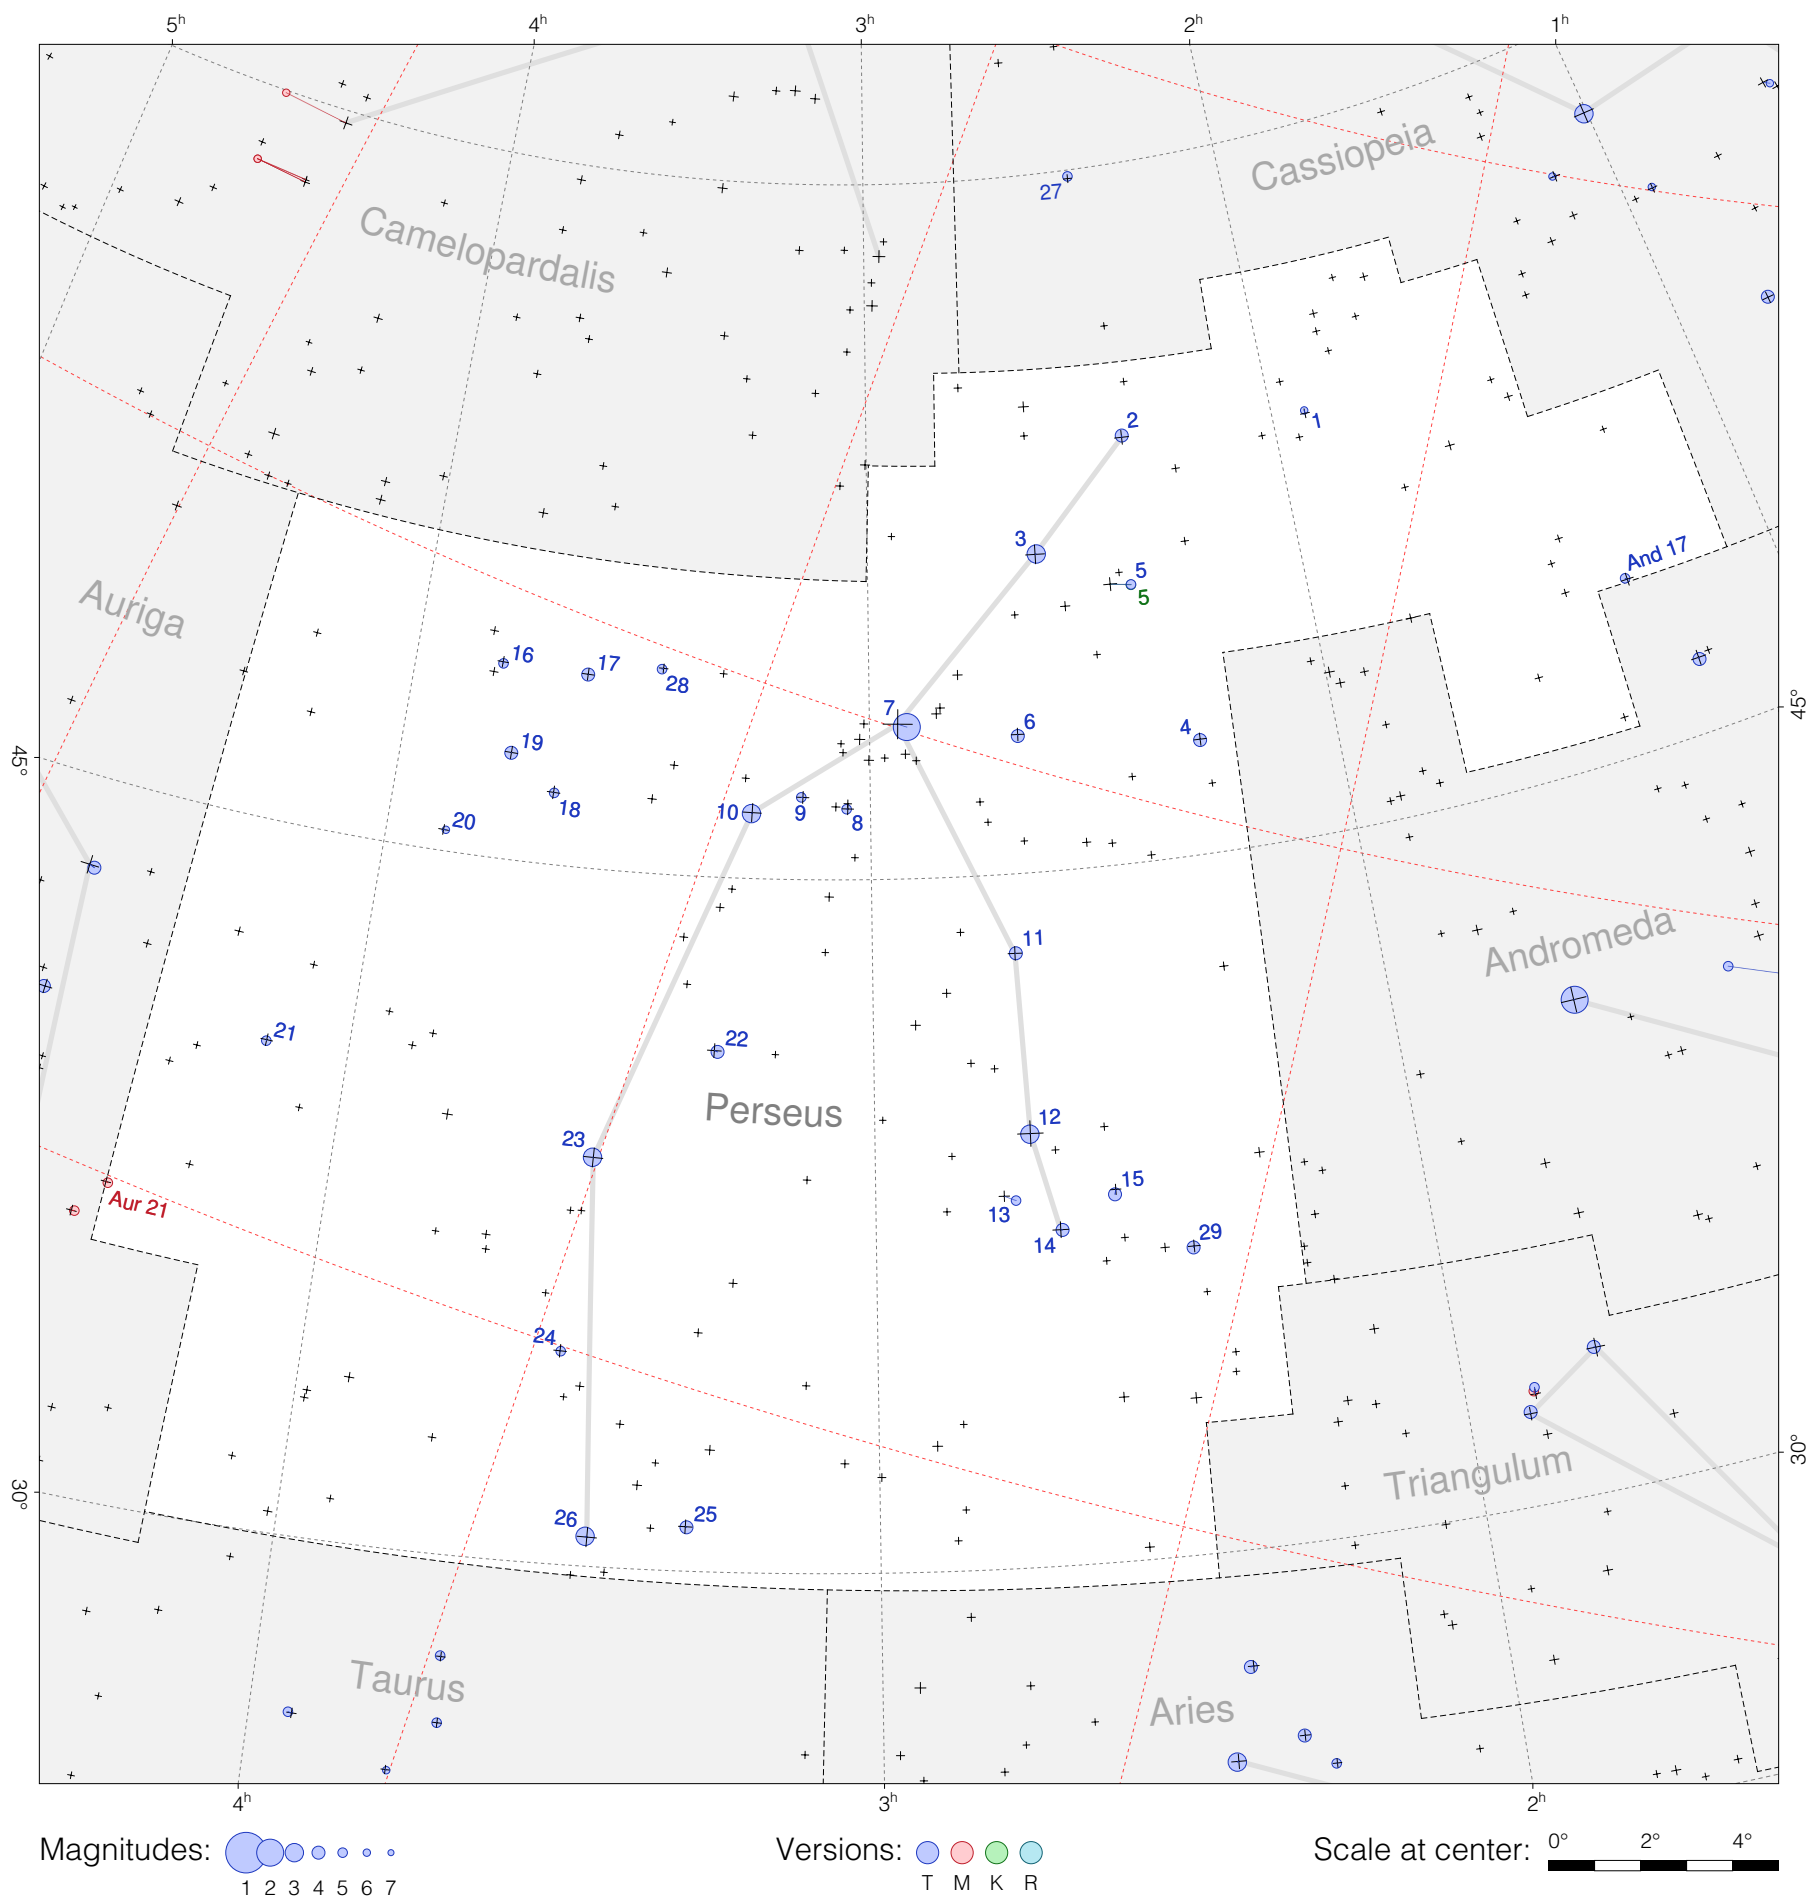 5h 4h 3h 2h 1h
Cassiopeia
27
Camelopardalis
2
1
3
And 17
5
5
Auriga
16
17
28
7
6
4
45°
45°
19
18
10
9
8
20
11
Andromeda
21
22
Perseus
12
23
15
13
Aur 21
29
14
24
30°
Triangulum
30°
25
26
Taurus
Aries
4h 3h 2h
Magnitudes: 1 2 3 4 5 6 7
Versions: T M K R
Scale at center: 0° 2° 4°